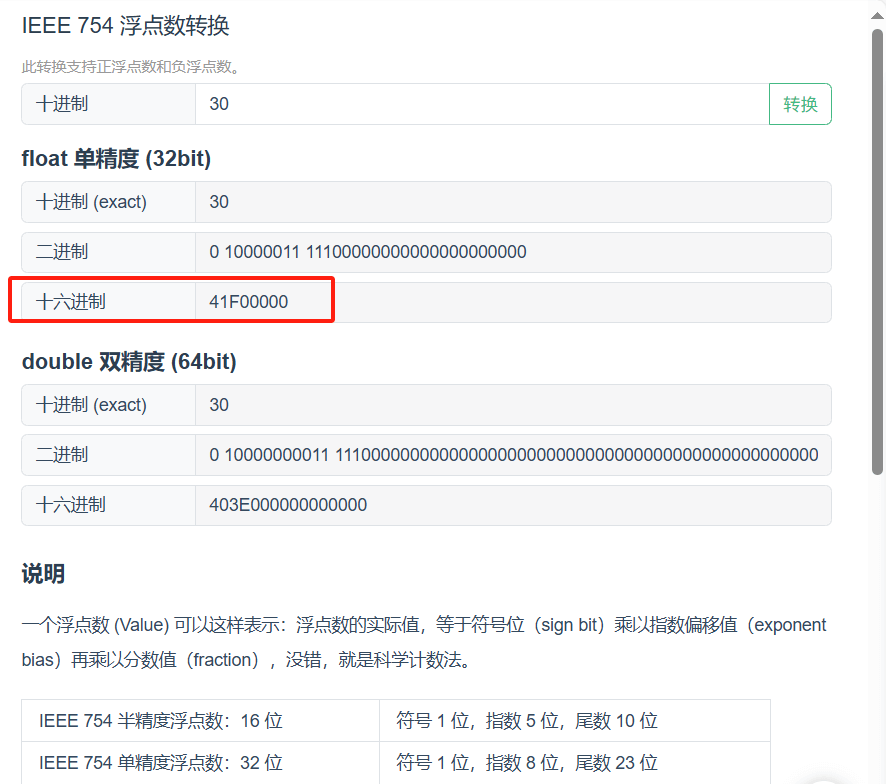 IEEE 754 浮点数转换
此转换支持正浮点数和负浮点数。
十进制 30 转换
float 单精度 (32bit)
十进制 (exact) 30
二进制 0 10000011 11100000000000000000000
十六进制 41F00000
double 双精度 (64bit)
十进制 (exact) 30
二进制 0 10000000011 1110000000000000000000000000000000000000000000000000
十六进制 403E000000000000
说明
一个浮点数 (Value) 可以这样表示：浮点数的实际值，等于符号位（sign bit）乘以指数偏移值（exponent
bias）再乘以分数值（fraction），没错，就是科学计数法。
IEEE 754 半精度浮点数：16 位 符号 1 位，指数 5 位，尾数 10 位
IEEE 754 单精度浮点数：32 位 符号 1 位，指数 8 位，尾数 23 位